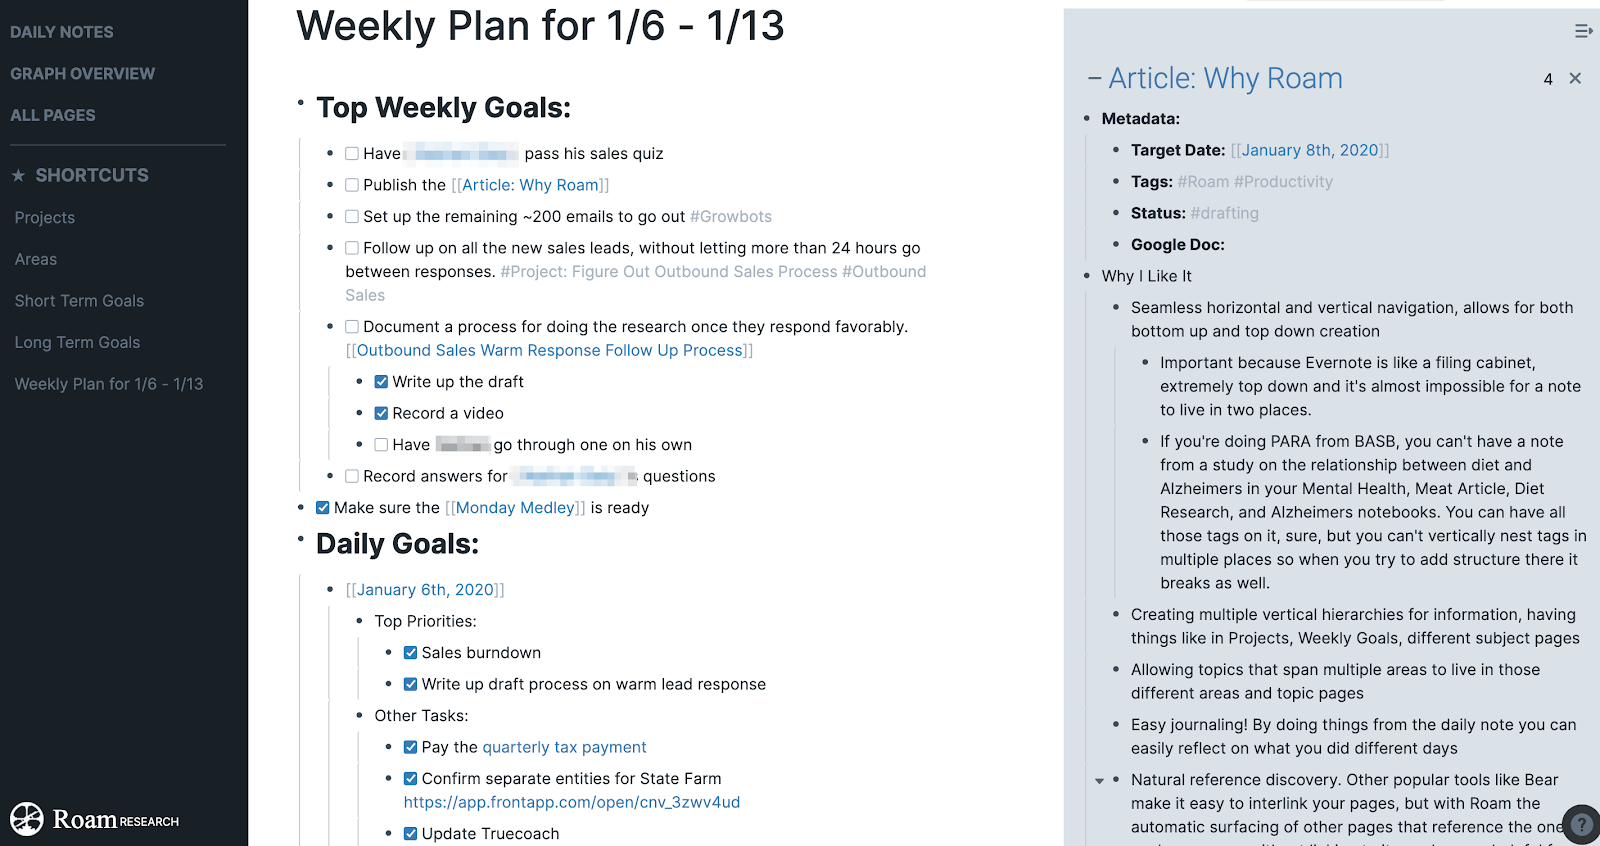 DAILY NOTES
GRAPH OVERVIEW
ALL PAGES
★ SHORTCUTS
Projects
Areas
Short Term Goals
Long Term Goals
Weekly Plan for 1/6 - 1/13
Roam RESEARCH
Weekly Plan for 1/6 - 1/13
Top Weekly Goals:
Have pass his sales quiz
Publish the [[Article: Why Roam]]
Set up the remaining ~200 emails to go out #Growbots
Follow up on all the new sales leads, without letting more than 24 hours go
between responses. #Project: Figure Out Outbound Sales Process #Outbound
Sales
Document a process for doing the research once they respond favorably.
[[Outbound Sales Warm Response Follow Up Process]]
Write up the draft
Record a video
Have go through one on his own
Record answers for questions
Make sure the [[Monday Medley]] is ready
Daily Goals:
[[January 6th, 2020]]
Top Priorities:
Sales burndown
Write up draft process on warm lead response
Other Tasks:
Pay the quarterly tax payment
Confirm separate entities for State Farm
https://app.frontapp.com/open/cnv_3zwv4ud
Update Truecoach
– Article: Why Roam 4 ×
Metadata:
Target Date: [[January 8th, 2020]]
Tags: #Roam #Productivity
Status: #drafting
Google Doc:
Why I Like It
Seamless horizontal and vertical navigation, allows for both
bottom up and top down creation
Important because Evernote is like a filing cabinet,
extremely top down and it's almost impossible for a note
to live in two places.
If you're doing PARA from BASB, you can't have a note
from a study on the relationship between diet and
Alzheimers in your Mental Health, Meat Article, Diet
Research, and Alzheimers notebooks. You can have all
those tags on it, sure, but you can't vertically nest tags in
multiple places so when you try to add structure there it
breaks as well.
Creating multiple vertical hierarchies for information, having
things like in Projects, Weekly Goals, different subject pages
Allowing topics that span multiple areas to live in those
different areas and topic pages
Easy journaling! By doing things from the daily note you can
easily reflect on what you did different days
Natural reference discovery. Other popular tools like Bear
make it easy to interlink your pages, but with Roam the
automatic surfacing of other pages that reference the one
?